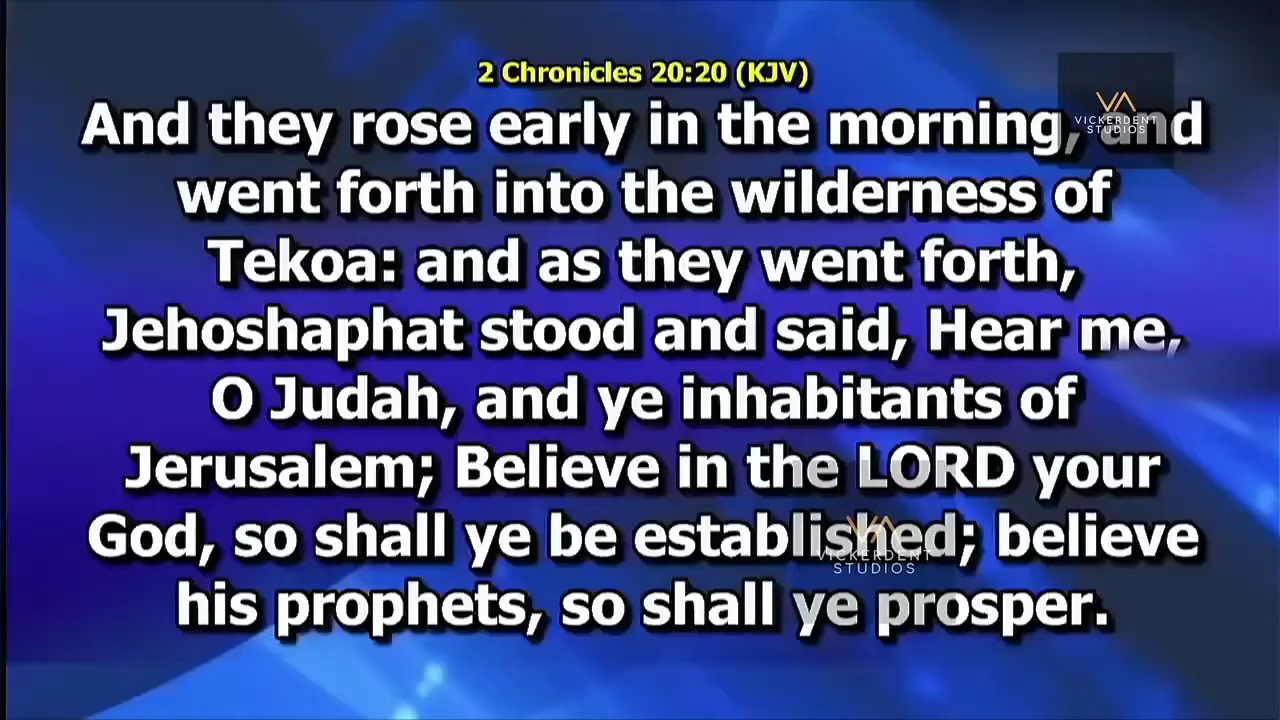 2 Chronicles 20:20 (KJV)
And they rose early in the morning, and
went forth into the wilderness of
Tekoa: and as they went forth,
Jehoshaphat stood and said, Hear me,
O Judah, and ye inhabitants of
Jerusalem; Believe in the LORD your
God, so shall ye be established; believe
his prophets, so shall ye prosper.
VA
VICKERDENT
STUDIOS
VA
VICKERDENT
STUDIOS